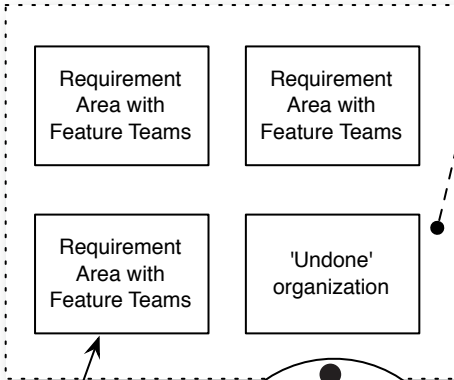 Requirement
Area with
Feature Teams
Requirement
Area with
Feature Teams
Requirement
Area with
Feature Teams
'Undone'
organization